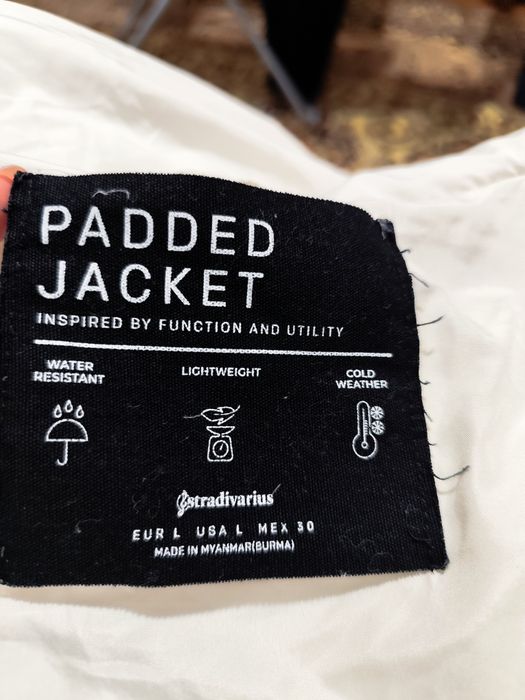 PADDED
JACKET
INSPIRED BY FUNCTION AND UTILITY
WATER
RESISTANT
LIGHTWEIGHT
COLD
WEATHER
stradivarius
EUR L USA L MEX 30
MADE IN MYANMAR(BURMA)